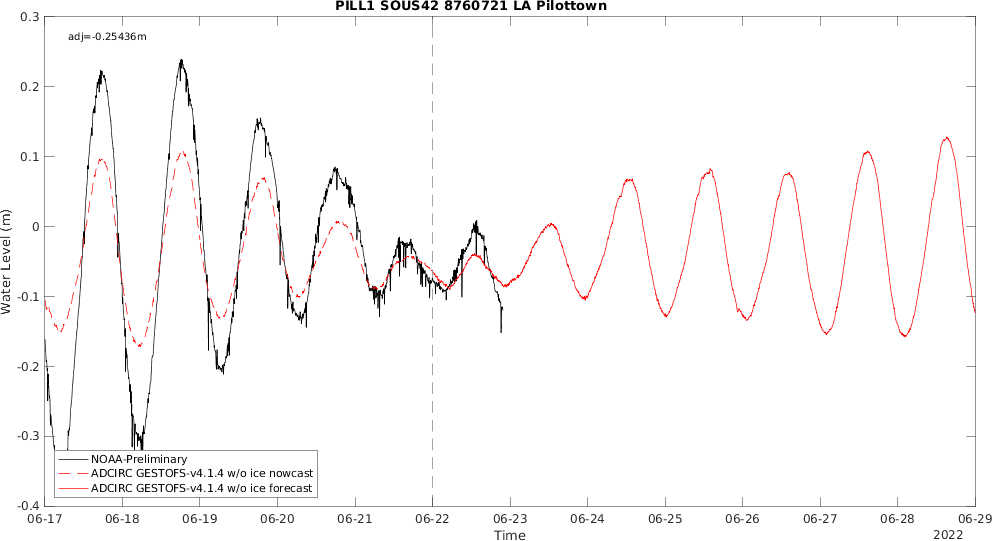 PILL1 SOUS42 8760721 LA Pilottown
adj=-0.25436m
0.3
0.2
0.1
0
-0.1
-0.2
-0.3
-0.4
Water Level (m)
NOAA-Preliminary
ADCIRC GESTOFS-v4.1.4 w/o ice nowcast
ADCIRC GESTOFS-v4.1.4 w/o ice forecast
06-17 06-18 06-19 06-20 06-21 06-22 06-23 06-24 06-25 06-26 06-27 06-28 06-29
Time
2022